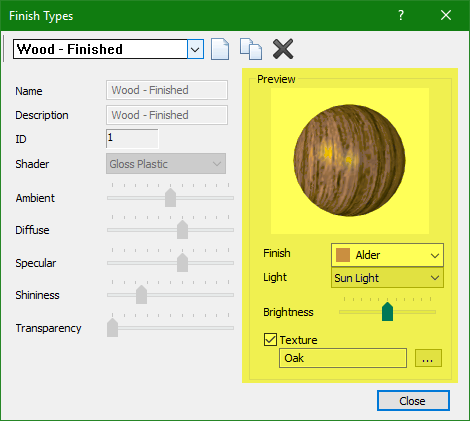 Finish Types
Wood - Finished
Name
Wood - Finished
Description
Wood - Finished
ID
1
Shader
Gloss Plastic
Ambient
Diffuse
Specular
Shininess
Transparency
Preview
Finish
Alder
Light
Sun Light
Brightness
Texture
Oak
...
Close